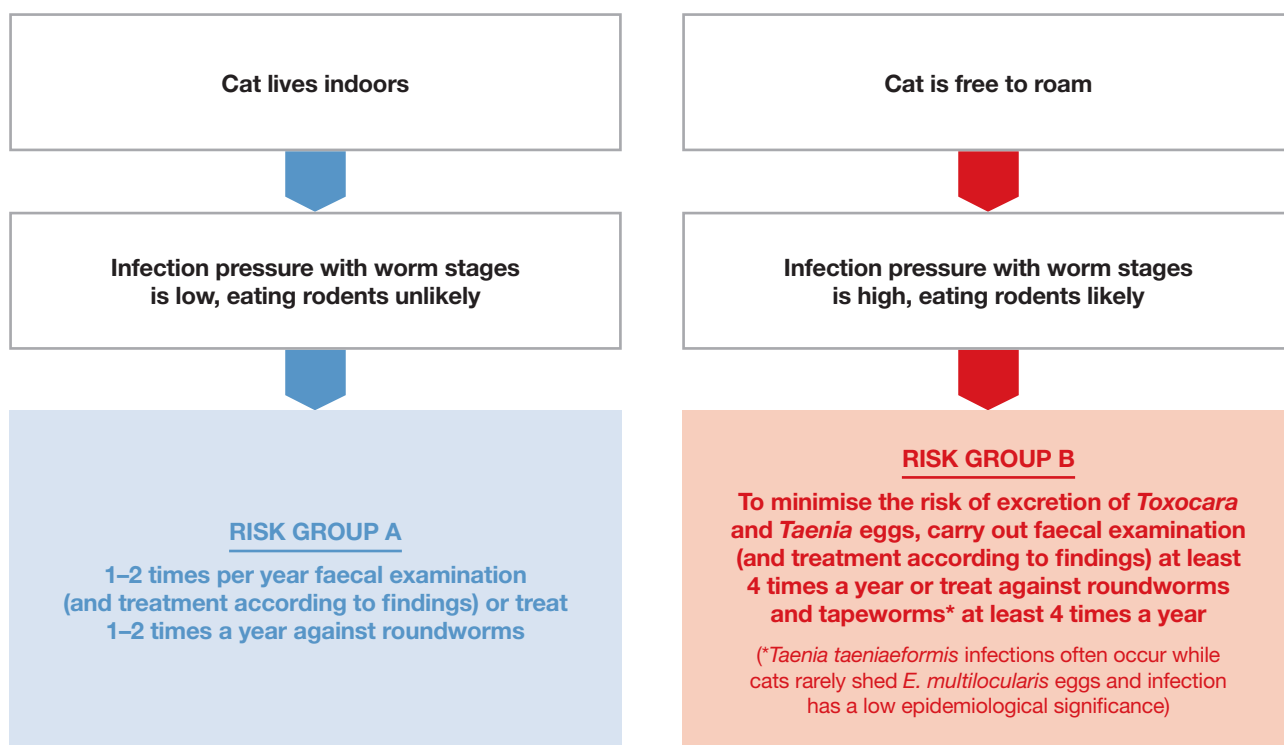 Cat lives indoors
Infection pressure with worm stages
is low, eating rodents unlikely
RISK GROUP A
1–2 times per year faecal examination
(and treatment according to findings) or treat
1–2 times a year against roundworms
Cat is free to roam
Infection pressure with worm stages
is high, eating rodents likely
RISK GROUP B
To minimise the risk of excretion of Toxocara
and Taenia eggs, carry out faecal examination
(and treatment according to findings) at least
4 times a year or treat against roundworms
and tapeworms* at least 4 times a year
(*Taenia taeniaeformis infections often occur while
cats rarely shed E. multilocularis eggs and infection
has a low epidemiological significance)